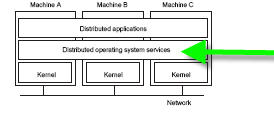 Machine A Machine B Machine C
Distributed applications
Distributed operating system services
Kernel Kernel Kernel
Network